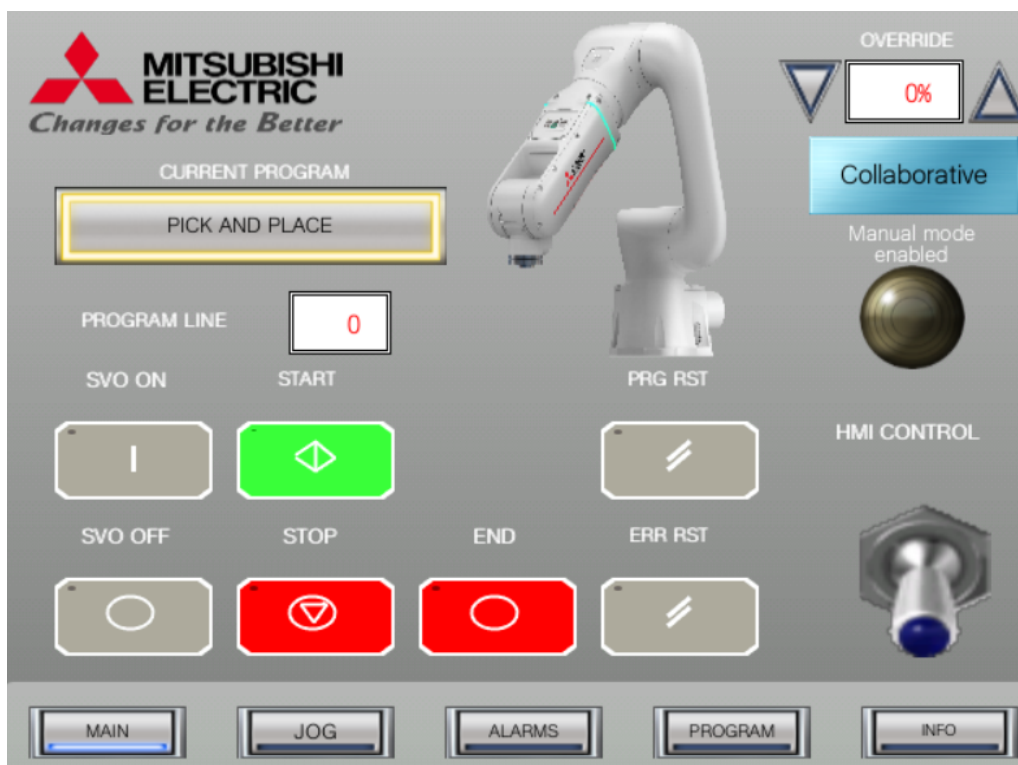 MITSUBISHI
ELECTRIC
Changes for the Better
OVERRIDE
0%
CURRENT PROGRAM
PICK AND PLACE
Collaborative
Manual mode
enabled
PROGRAM LINE
0
SVO ON
START
PRG RST
HMI CONTROL
SVO OFF
STOP
END
ERR RST
MAIN
JOG
ALARMS
PROGRAM
INFO